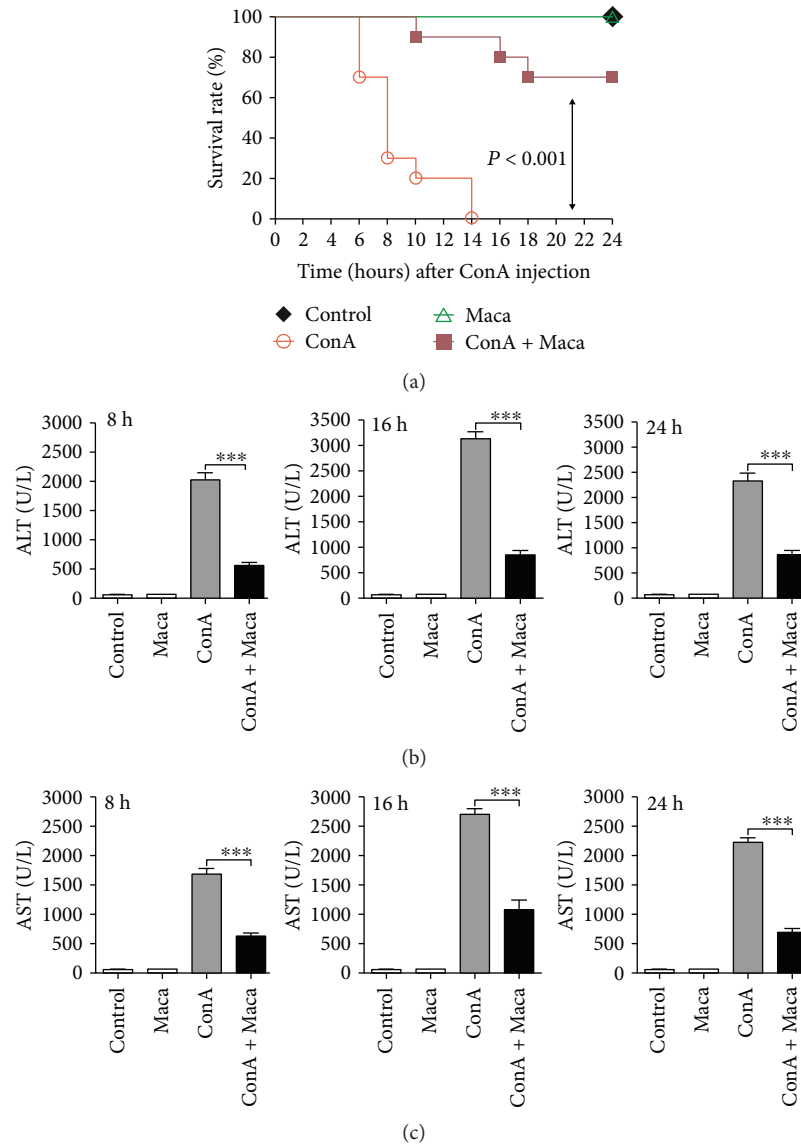 100
80
60
40
20
0
Survival rate (%)
P < 0.001
0 2 4 6 8 10 12 14 16 18 20 22 24
Time (hours) after ConA injection
Control Maca
ConA ConA + Maca
(a)
8 h
***
3000
2500
2000
1500
1000
500
0
ALT (U/L)
Control Maca ConA ConA + Maca
16 h
***
3500
3000
2500
2000
1500
1000
500
0
ALT (U/L)
Control Maca ConA ConA + Maca
24 h
***
3500
3000
2500
2000
1500
1000
500
0
ALT (U/L)
Control Maca ConA ConA + Maca
(b)
8 h
***
3000
2500
2000
1500
1000
500
0
AST (U/L)
Control Maca ConA ConA + Maca
16 h
***
3000
2500
2000
1500
1000
500
0
AST (U/L)
Control Maca ConA ConA + Maca
24 h
***
3000
2500
2000
1500
1000
500
0
AST (U/L)
Control Maca ConA ConA + Maca
(c)